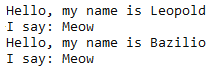 Hello, my name is Leopold
I say: Meow
Hello, my name is Bazilio
I say: Meow